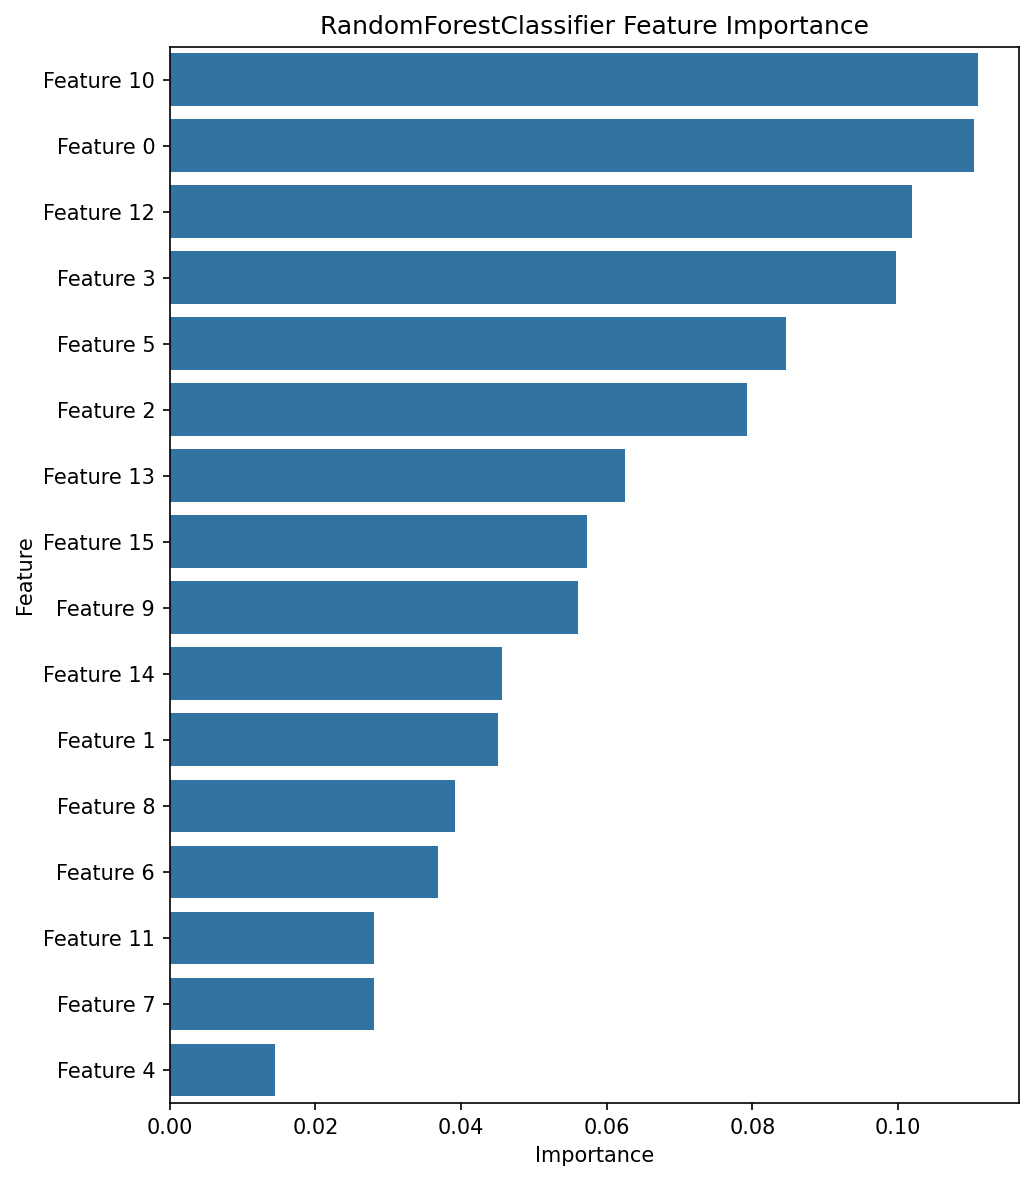 RandomForestClassifier Feature Importance
Feature 10
Feature 0
Feature 12
Feature 3
Feature 5
Feature 2
Feature 13
Feature 15
Feature 9
Feature 14
Feature 1
Feature 8
Feature 6
Feature 11
Feature 7
Feature 4
Feature
0.00 0.02 0.04 0.06 0.08 0.10
Importance